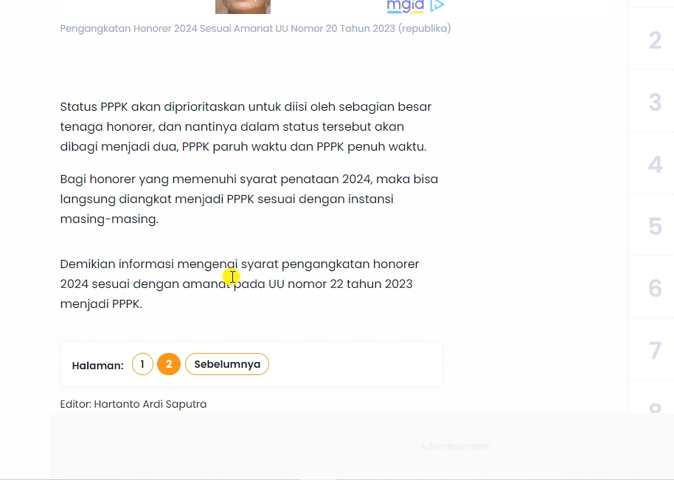 mgid
Pengangkatan Honorer 2024 Sesuai Amanat UU Nomor 20 Tahun 2023 (republika)
2
Status PPPK akan diprioritaskan untuk diisi oleh sebagian besar
tenaga honorer, dan nantinya dalam status tersebut akan
dibagi menjadi dua, PPPK paruh waktu dan PPPK penuh waktu.
3
Bagi honorer yang memenuhi syarat penataan 2024, maka bisa
langsung diangkat menjadi PPPK sesuai dengan instansi
masing-masing.
4
5
Demikian informasi mengenai syarat pengangkatan honorer
2024 sesuai dengan amanat pada UU nomor 22 tahun 2023
menjadi PPPK.
6
Halaman: 1 2 Sebelumnya
7
Editor: Hartanto Ardi Saputra
8
Advertisement